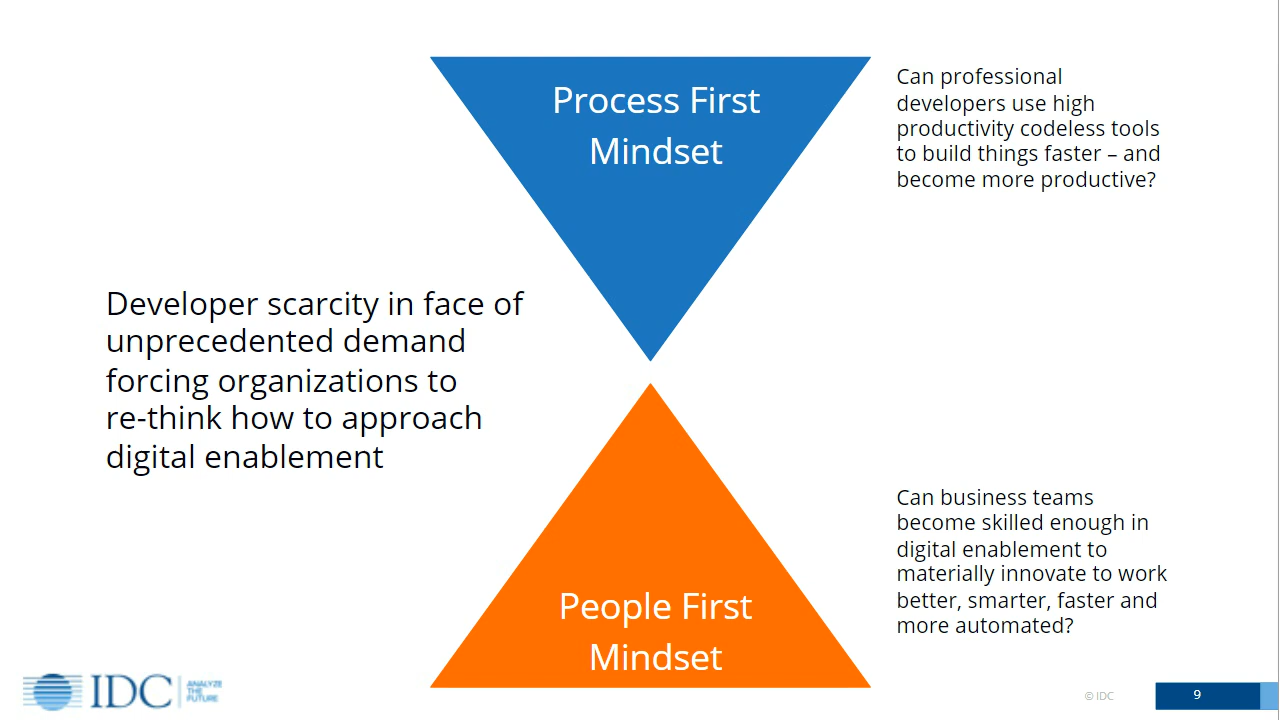 Process First
Mindset
Can professional
developers use high
productivity codeless tools
to build things faster – and
become more productive?
Developer scarcity in face of
unprecedented demand
forcing organizations to
re-think how to approach
digital enablement
Can business teams
become skilled enough in
digital enablement to
materially innovate to work
better, smarter, faster and
more automated?
People First
Mindset
IDC
ANALYZE
THE
FUTURE
© IDC
9